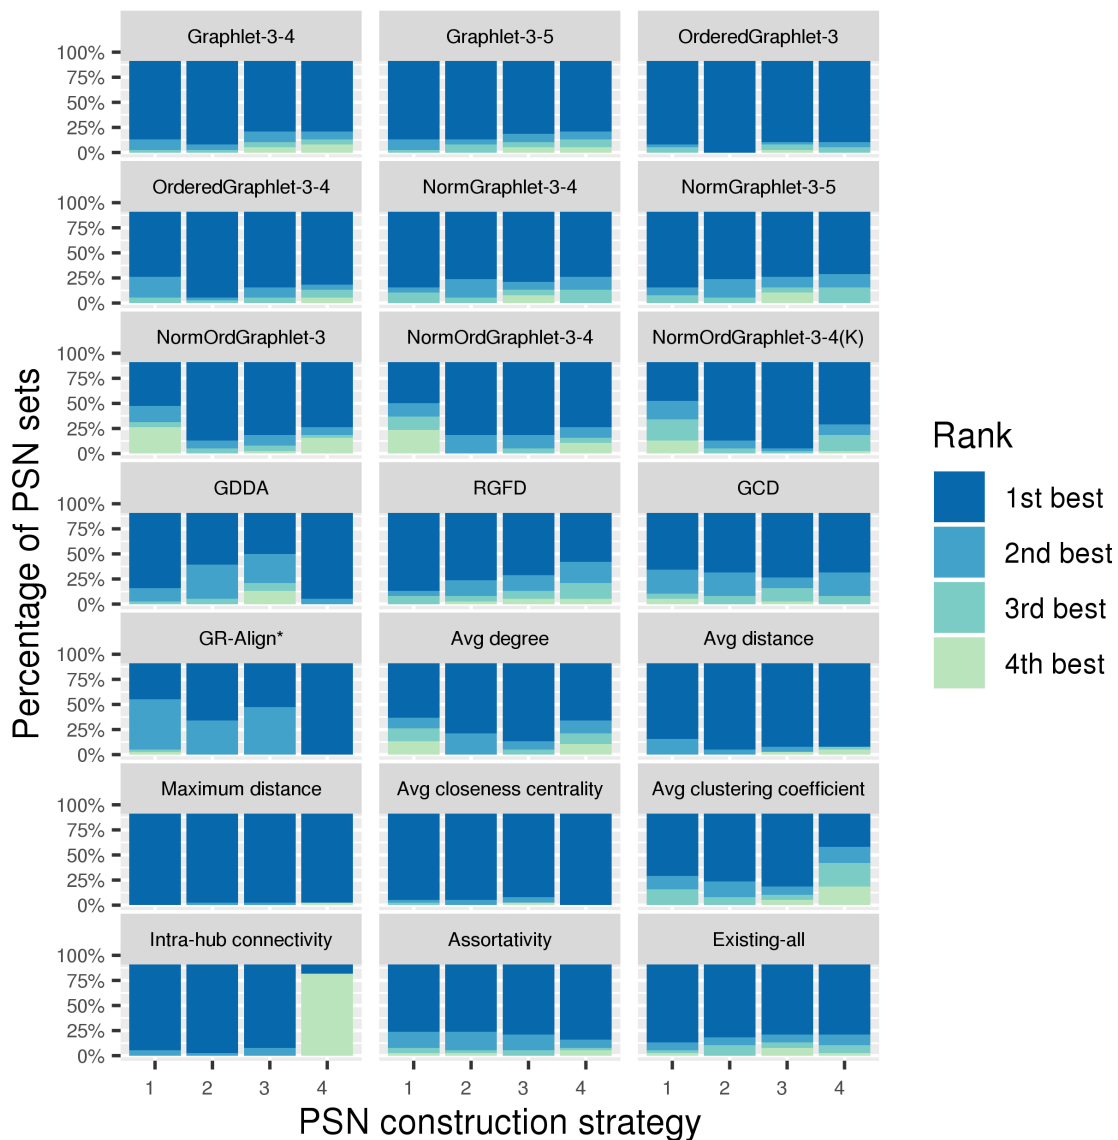 Graphlet-3-4 Graphlet-3-5 OrderedGraphlet-3
100%
75%
50%
25%
0%
OrderedGraphlet-3-4 NormGraphlet-3-4 NormGraphlet-3-5
100%
75%
50%
25%
0%
NormOrdGraphlet-3 NormOrdGraphlet-3-4 NormOrdGraphlet-3-4(K)
100%
75%
50%
25%
0%
GDDA RGFD GCD
100%
75%
50%
25%
0%
GR-Align* Avg degree Avg distance
100%
75%
50%
25%
0%
Maximum distance Avg closeness centrality Avg clustering coefficient
100%
75%
50%
25%
0%
Intra-hub connectivity Assortativity Existing-all
100%
75%
50%
25%
0%
1 2 3 4 1 2 3 4 1 2 3 4
PSN construction strategy
Percentage of PSN sets
Rank
1st best
2nd best
3rd best
4th best